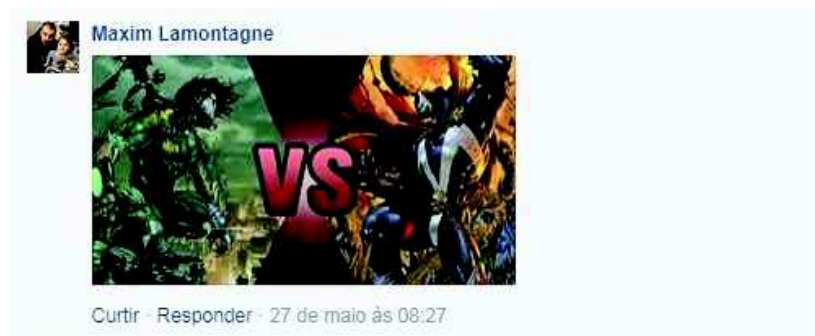 Maxim Lamontagne
VS
Curtir · Responder · 27 de maio às 08:27